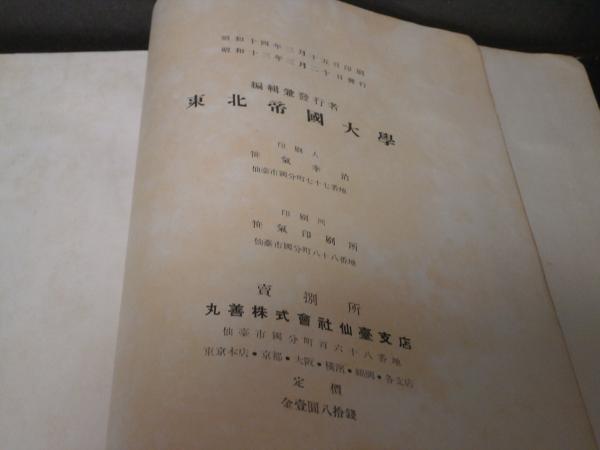 昭和十四年三月十五日印刷
昭和十三年三月二十日發行
編輯兼發行者
東北帝國大學
印刷人
笹氣幸治
仙臺市國分町七十七番地
印刷所
笹氣印刷所
仙臺市國分町八十八番地
賣捌所
丸善株式會社仙臺支店
仙臺市國分町百六十八番地
東京本店・京都・大阪・橫濱・福岡・各支店
定價
金壹圓八拾錢